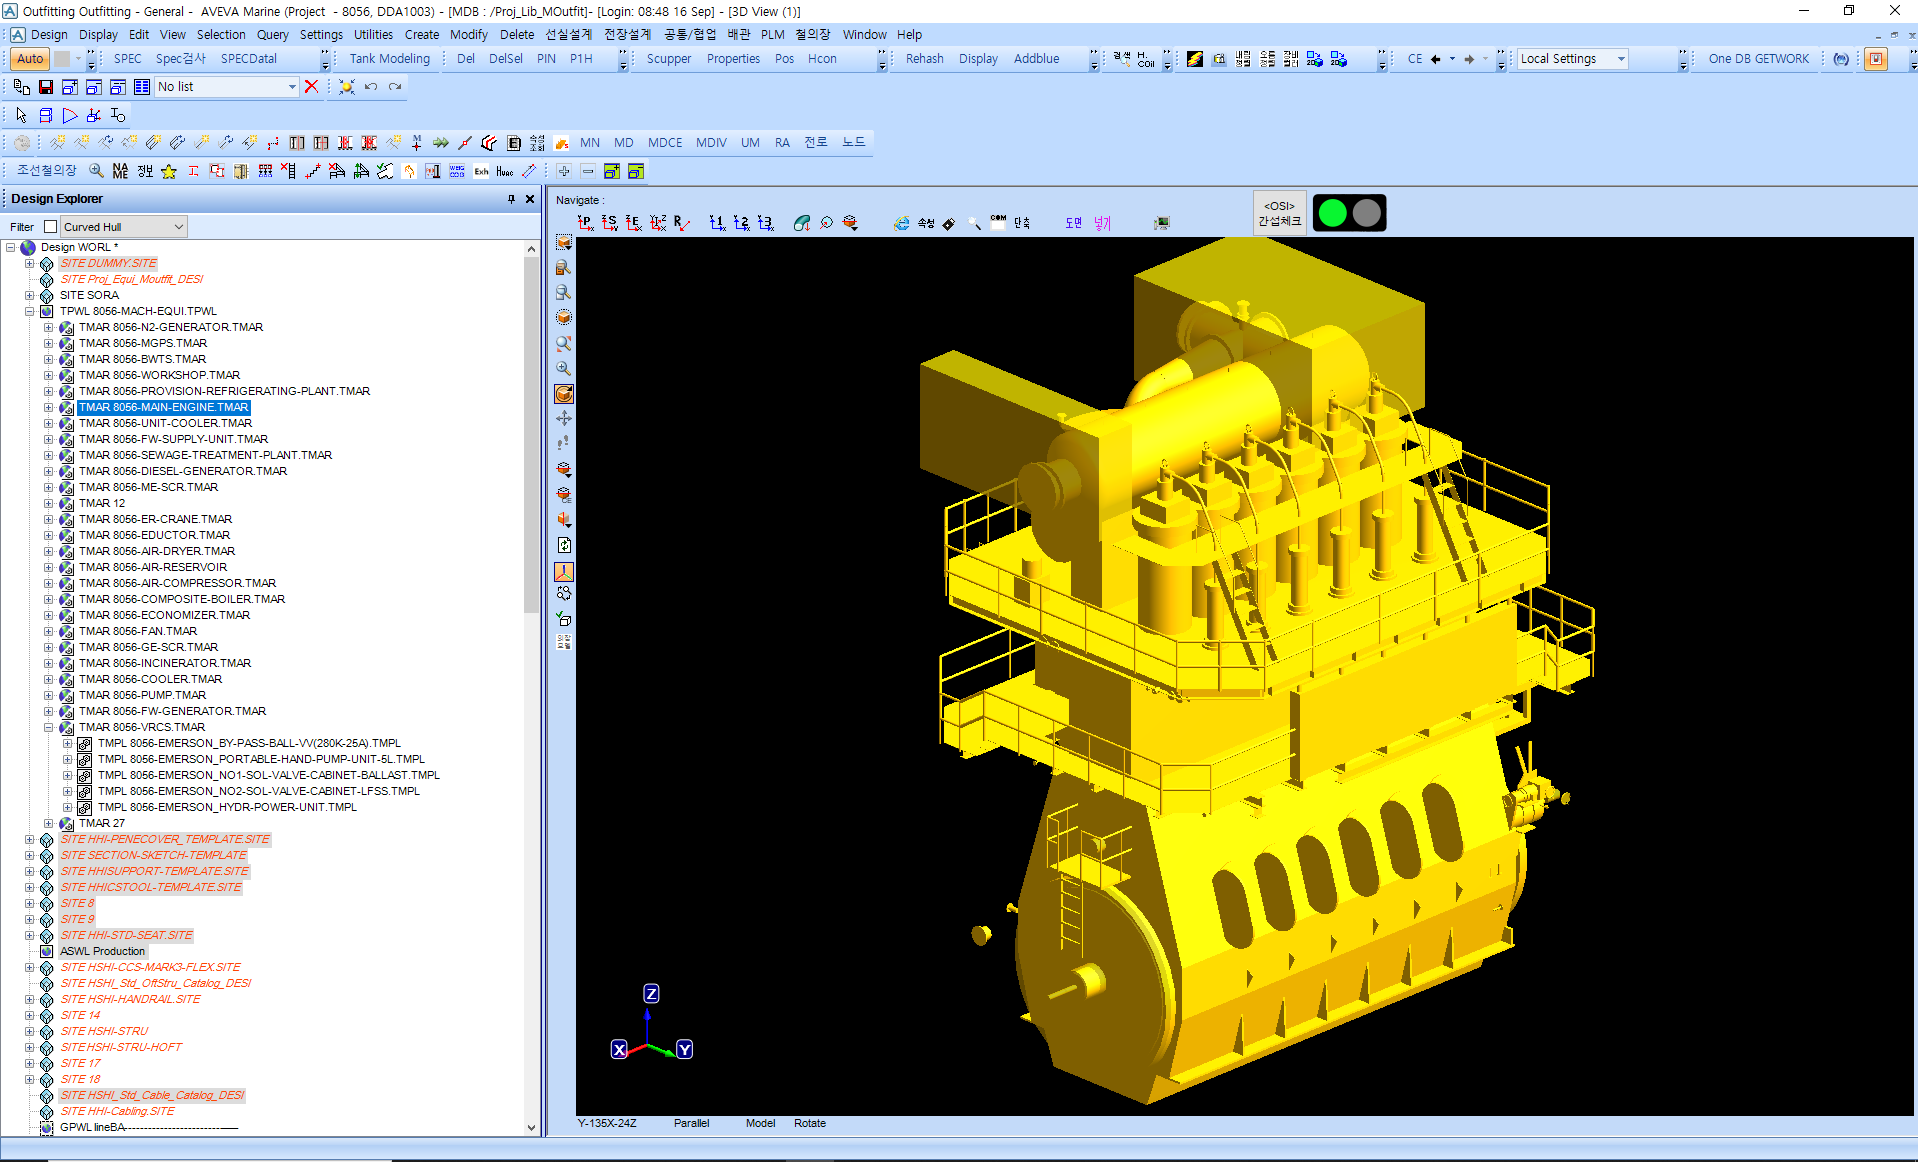 Outfitting Outfitting - General -  AVEVA Marine (Project  - 8056, DDA1003) - [MDB : /Proj_Lib_MOutfit]- [Login: 08:48 16 Sep] - [3D View (1)]
Design Display Edit View Selection Query Settings Utilities Create Modify Delete 선실설계 전장설계 공통/협업 배관 PLM 철의장 Window Help
Auto SPEC Spec검사 SPECDatal Tank Modeling Del DelSel PIN P1H Scupper Properties Pos Hcon Rehash Display Addblue CE Local Settings One DB GETWORK
No list
MN MD MDCE MDIV UM RA 전로 노드
조선철의장 NAME 정보 Exh Hvac
Design Explorer
Filter Curved Hull
Design WORL *
SITE DUMMY.SITE
SITE Proj_Equi_Moutfit_DESI
SITE SORA
TPWL 8056-MACH-EQUI.TPWL
TMAR 8056-N2-GENERATOR.TMAR
TMAR 8056-MGPS.TMAR
TMAR 8056-BWTS.TMAR
TMAR 8056-WORKSHOP.TMAR
TMAR 8056-PROVISION-REFRIGERATING-PLANT.TMAR
TMAR 8056-MAIN-ENGINE.TMAR
TMAR 8056-UNIT-COOLER.TMAR
TMAR 8056-FW-SUPPLY-UNIT.TMAR
TMAR 8056-SEWAGE-TREATMENT-PLANT.TMAR
TMAR 8056-DIESEL-GENERATOR.TMAR
TMAR 8056-ME-SCR.TMAR
TMAR 12
TMAR 8056-ER-CRANE.TMAR
TMAR 8056-EDUCTOR.TMAR
TMAR 8056-AIR-DRYER.TMAR
TMAR 8056-AIR-RESERVOIR
TMAR 8056-AIR-COMPRESSOR.TMAR
TMAR 8056-COMPOSITE-BOILER.TMAR
TMAR 8056-ECONOMIZER.TMAR
TMAR 8056-FAN.TMAR
TMAR 8056-GE-SCR.TMAR
TMAR 8056-INCINERATOR.TMAR
TMAR 8056-COOLER.TMAR
TMAR 8056-PUMP.TMAR
TMAR 8056-FW-GENERATOR.TMAR
TMAR 8056-VRCS.TMAR
TMPL 8056-EMERSON_BY-PASS-BALL-VV(280K-25A).TMPL
TMPL 8056-EMERSON_PORTABLE-HAND-PUMP-UNIT-5L.TMPL
TMPL 8056-EMERSON_NO1-SOL-VALVE-CABINET-BALLAST.TMPL
TMPL 8056-EMERSON_NO2-SOL-VALVE-CABINET-LFSS.TMPL
TMPL 8056-EMERSON_HYDR-POWER-UNIT.TMPL
TMAR 27
SITE HHI-PENECOVER_TEMPLATE.SITE
SITE SECTION-SKETCH-TEMPLATE
SITE HHISUPPORT-TEMPLATE.SITE
SITE HHICSTOOL-TEMPLATE.SITE
SITE 8
SITE 9
SITE HHI-STD-SEAT.SITE
ASWL Production
SITE HSHI-CCS-MARK3-FLEX.SITE
SITE HSHI_Std_OftStru_Catalog_DESI
SITE HSHI-HANDRAIL.SITE
SITE 14
SITE HSHI-STRU
SITE HSHI-STRU-HOFT
SITE 17
SITE 18
SITE HSHI_Std_Cable_Catalog_DESI
SITE HHI-Cabling.SITE
GPWL lineBA----------------------------
Navigate :
속성 COM 단축 도면 넣기
<OSI>
간섭체크
Z
X
Y
Y-135X-24Z Parallel Model Rotate